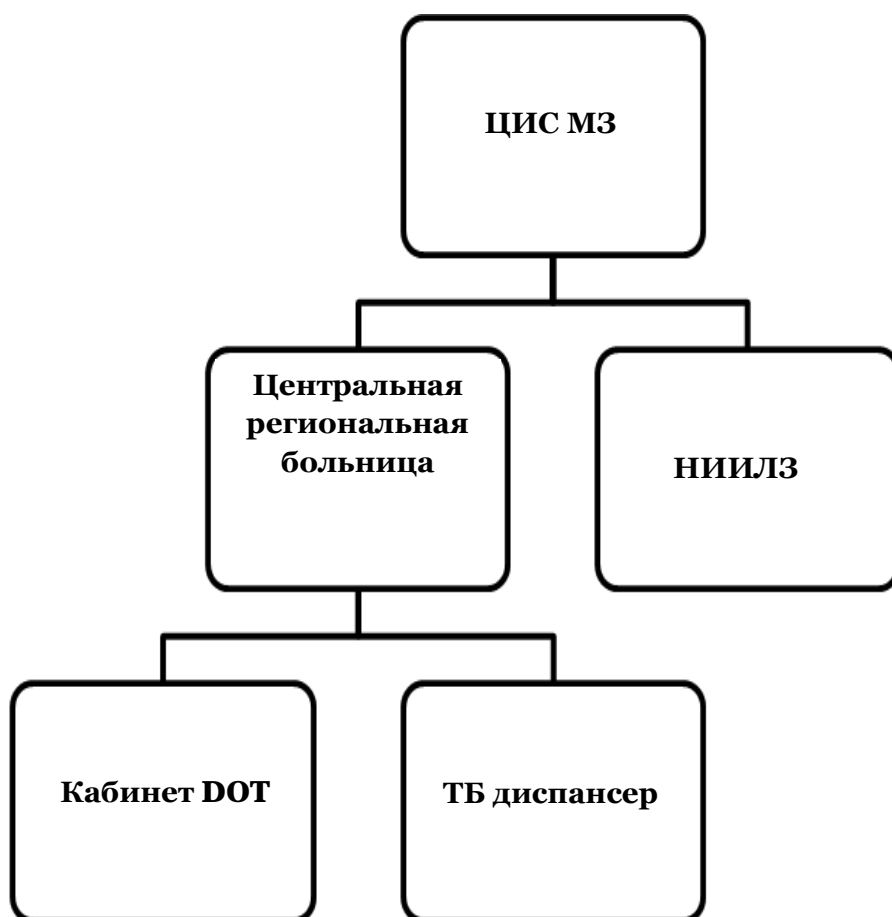 ЦИС МЗ
Центральная
региональная
больница
НИИЛЗ
Кабинет DOT
ТБ диспансер